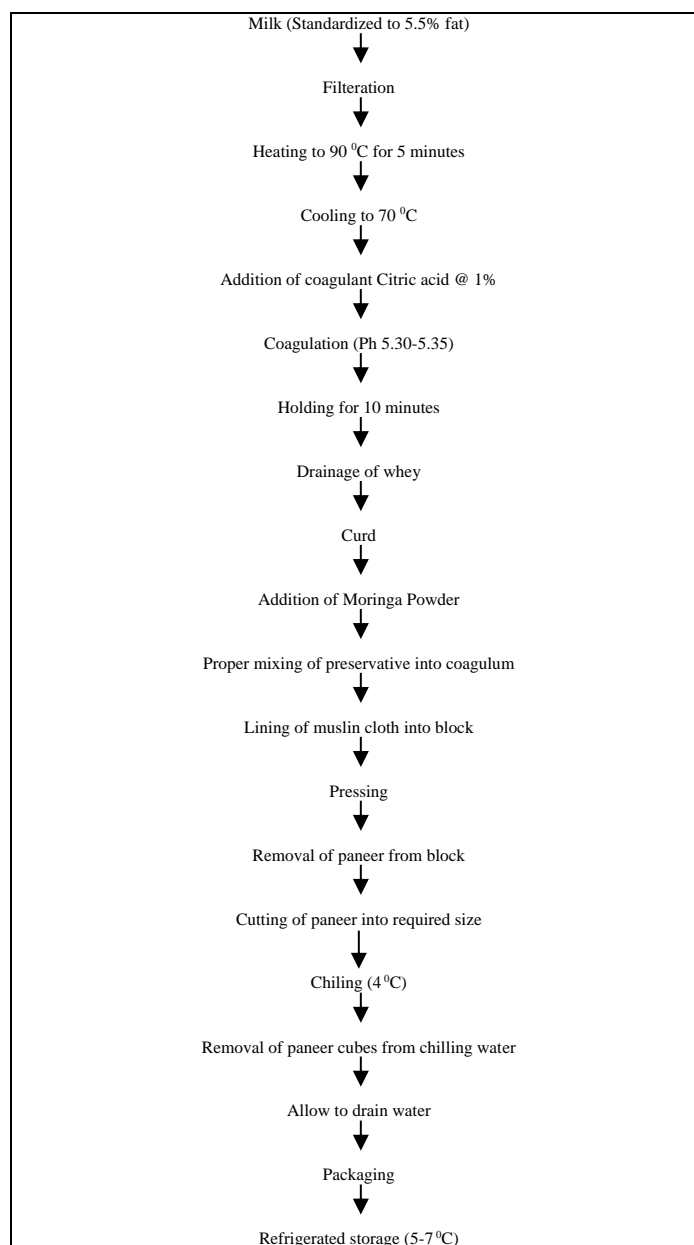 Milk (Standardized to 5.5% fat)
Filteration
Heating to 90 ⁰C for 5 minutes
Cooling to 70 ⁰C
Addition of coagulant Citric acid @ 1%
Coagulation (Ph 5.30-5.35)
Holding for 10 minutes
Drainage of whey
Curd
Addition of Moringa Powder
Proper mixing of preservative into coagulum
Lining of muslin cloth into block
Pressing
Removal of paneer from block
Cutting of paneer into required size
Chiling (4 ⁰C)
Removal of paneer cubes from chilling water
Allow to drain water
Packaging
Refrigerated storage (5-7 ⁰C)